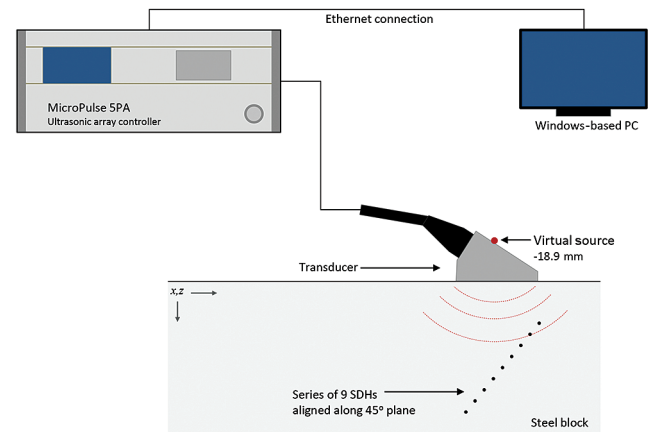 Ethernet connection
MicroPulse 5PA
Ultrasonic array controller
Windows-based PC
Virtual source
-18.9 mm
Transducer
x,z
Series of 9 SDHs
aligned along 45° plane
Steel block